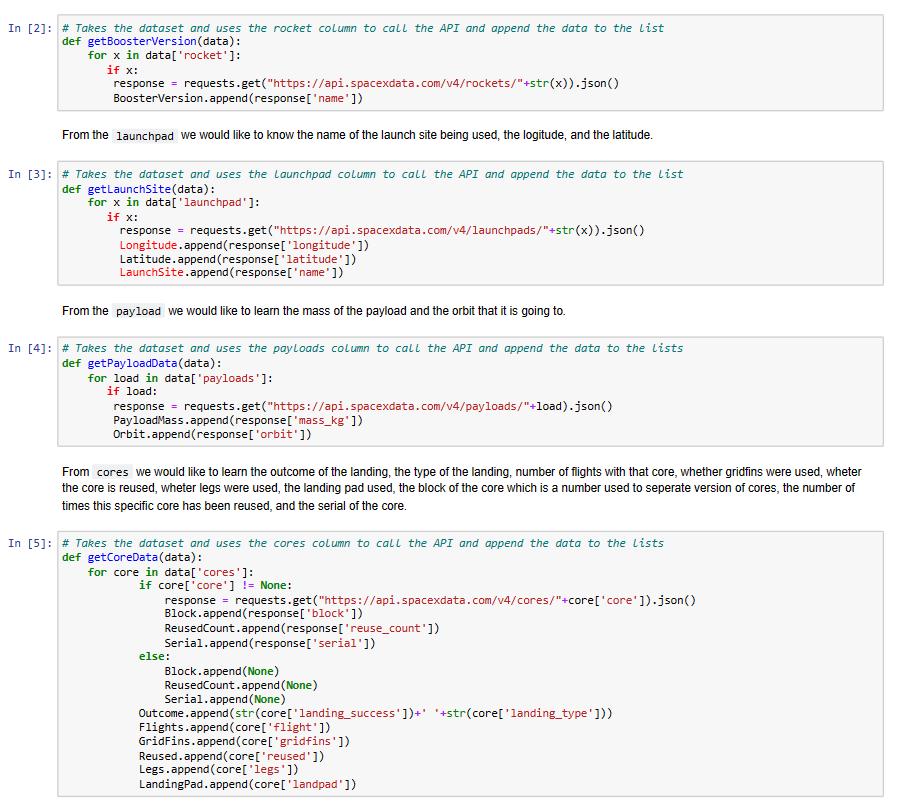 In [2]: # Takes the dataset and uses the rocket column to call the API and append the data to the list
def getBoosterVersion(data):
    for x in data['rocket']:
       if x:
        response = requests.get("https://api.spacexdata.com/v4/rockets/"+str(x)).json()
        BoosterVersion.append(response['name'])
From the launchpad we would like to know the name of the launch site being used, the logitude, and the latitude.
In [3]: # Takes the dataset and uses the launchpad column to call the API and append the data to the list
def getLaunchSite(data):
    for x in data['launchpad']:
       if x:
         response = requests.get("https://api.spacexdata.com/v4/launchpads/"+str(x)).json()
         Longitude.append(response['longitude'])
         Latitude.append(response['latitude'])
         LaunchSite.append(response['name'])
From the payload we would like to learn the mass of the payload and the orbit that it is going to.
In [4]: # Takes the dataset and uses the payloads column to call the API and append the data to the lists
def getPayloadData(data):
    for load in data['payloads']:
       if load:
        response = requests.get("https://api.spacexdata.com/v4/payloads/"+load).json()
        PayloadMass.append(response['mass_kg'])
        Orbit.append(response['orbit'])
From cores we would like to learn the outcome of the landing, the type of the landing, number of flights with that core, whether gridfins were used, wheter
the core is reused, wheter legs were used, the landing pad used, the block of the core which is a number used to seperate version of cores, the number of
times this specific core has been reused, and the serial of the core.
In [5]: # Takes the dataset and uses the cores column to call the API and append the data to the lists
def getCoreData(data):
    for core in data['cores']:
            if core['core'] != None:
                response = requests.get("https://api.spacexdata.com/v4/cores/"+core['core']).json()
                Block.append(response['block'])
                ReusedCount.append(response['reuse_count'])
                Serial.append(response['serial'])
            else:
                Block.append(None)
                ReusedCount.append(None)
                Serial.append(None)
            Outcome.append(str(core['landing_success'])+' '+str(core['landing_type']))
            Flights.append(core['flight'])
            GridFins.append(core['gridfins'])
            Reused.append(core['reused'])
            Legs.append(core['legs'])
            LandingPad.append(core['landpad'])